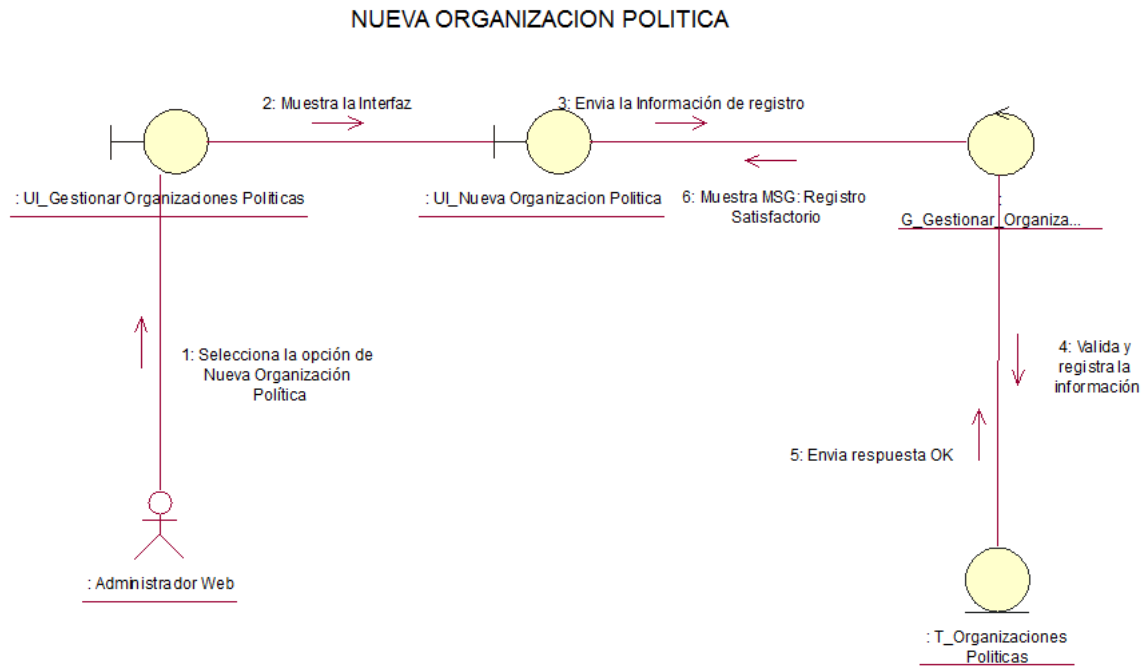 NUEVA ORGANIZACION POLITICA
2: Muestra la Interfaz
3: Envia la Información de registro
: UI_Gestionar Organizaciones Politicas
: UI_Nueva Organizacion Politica
6: Muestra MSG: Registro
Satisfactorio
:
G_Gestionar_Organiza...
1: Selecciona la opción de
Nueva Organización
Política
4: Valida y
registra la
información
5: Envia respuesta OK
: Administrador Web
: T_Organizaciones
Politicas